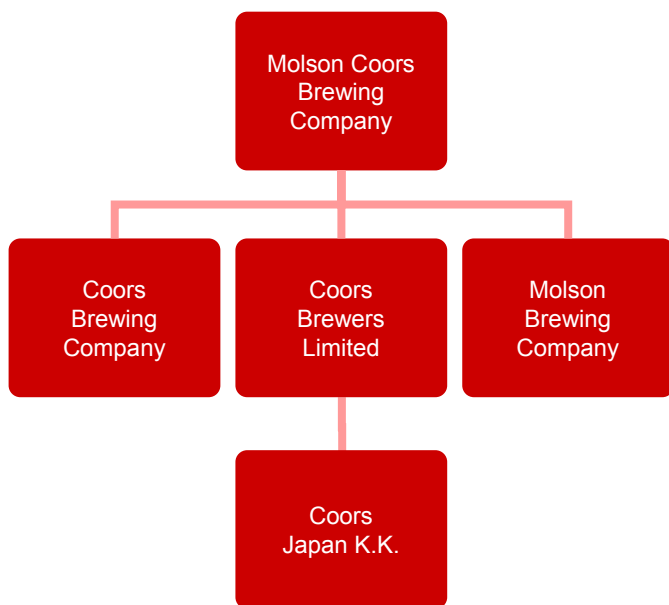 Molson Coors
Brewing
Company
Coors
Brewing
Company
Coors
Brewers
Limited
Molson
Brewing
Company
Coors
Japan K.K.